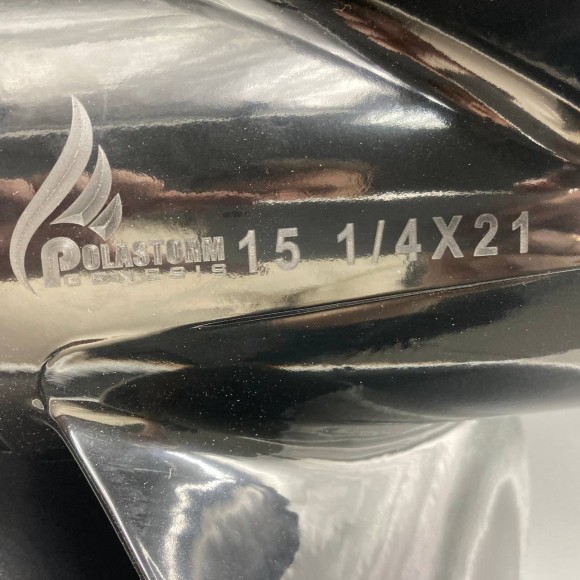 POLASTORM 15 1/4X21
GENESIS